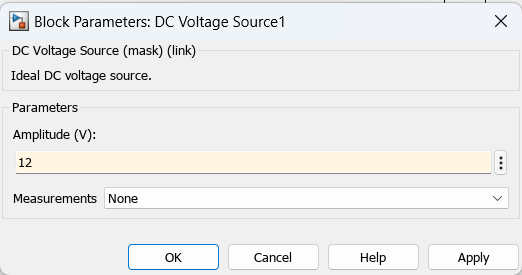 Block Parameters: DC Voltage Source1
DC Voltage Source (mask) (link)
Ideal DC voltage source.
Parameters
Amplitude (V):
12
Measurements None
OK Cancel Help Apply